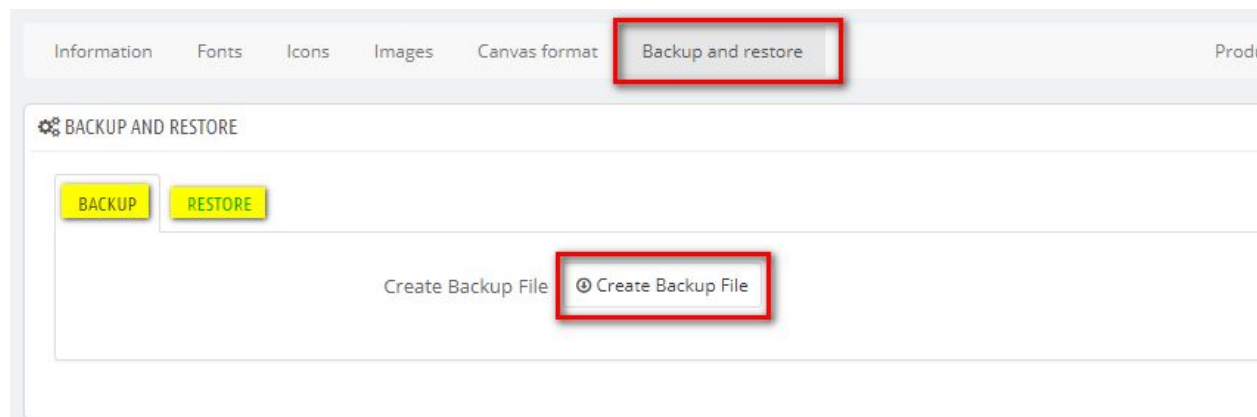 Information Fonts Icons Images Canvas format Backup and restore Prod
BACKUP AND RESTORE
BACKUP RESTORE
Create Backup File Create Backup File